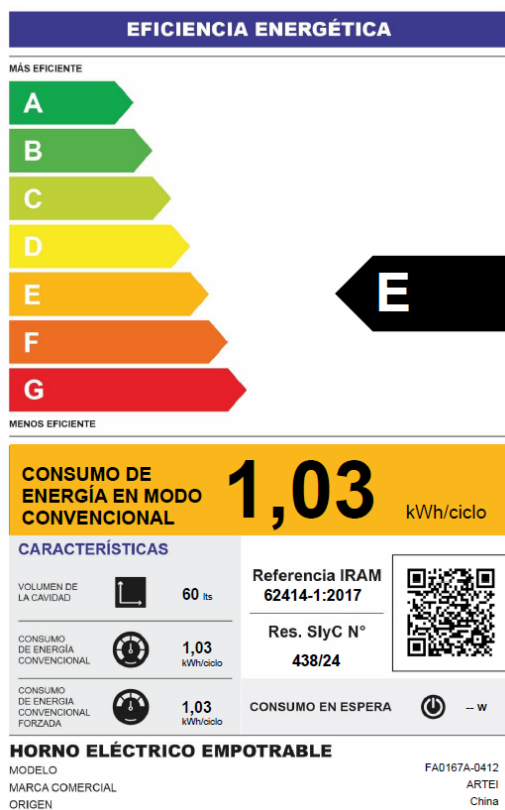 EFICIENCIA ENERGÉTICA
MÁS EFICIENTE
A
B
C
D
E
E
F
G
MENOS EFICIENTE
CONSUMO DE
ENERGÍA EN MODO
CONVENCIONAL
1,03
kWh/ciclo
CARACTERÍSTICAS
VOLUMEN DE
LA CAVIDAD
60 lts
CONSUMO
DE ENERGÍA
CONVENCIONAL
1,03
kWh/ciclo
CONSUMO
DE ENERGIA
CONVENCIONAL
FORZADA
1,03
kWh/ciclo
Referencia IRAM
62414-1:2017
Res. SIyC N°
438/24
CONSUMO EN ESPERA
-- W
HORNO ELÉCTRICO EMPOTRABLE
MODELO FA0167A-0412
MARCA COMERCIAL ARTEI
ORIGEN China